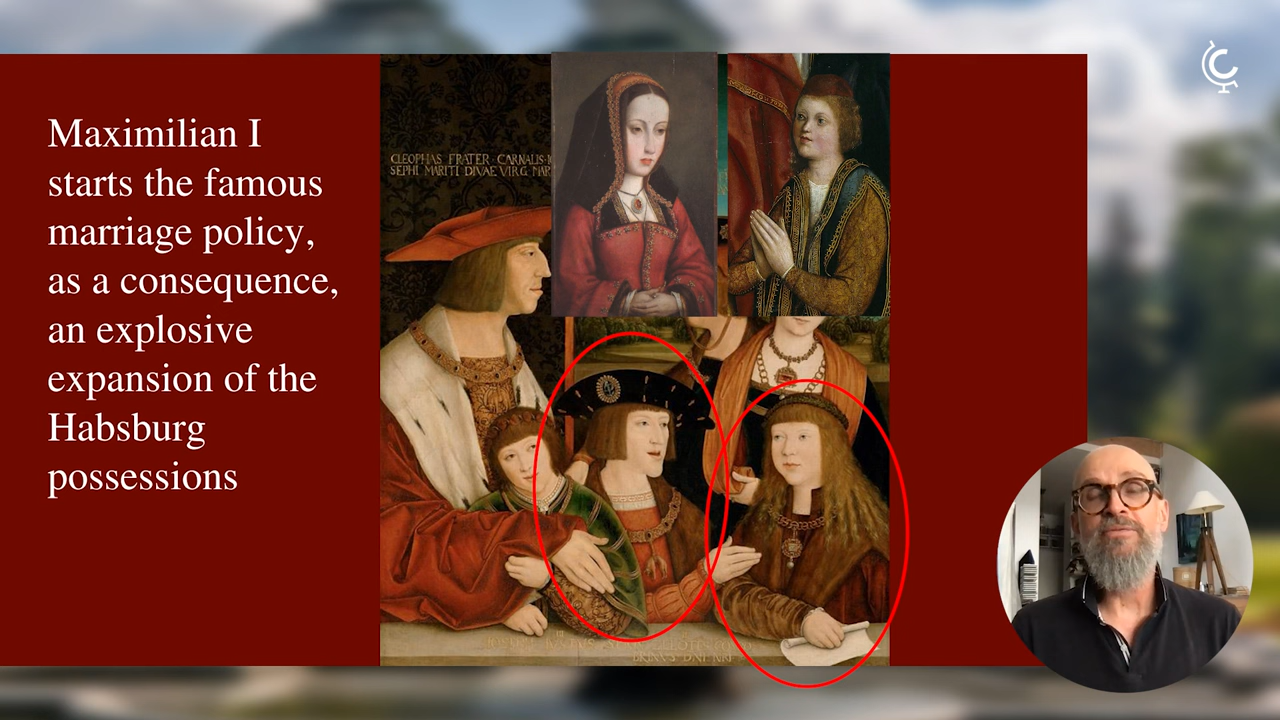 Maximilian I
starts the famous
marriage policy,
as a consequence,
an explosive
expansion of the
Habsburg
possessions
CLEOPHAS FRATER · CARNALIS·IO
SEPHI MARITI DIVAE VIRG MAR